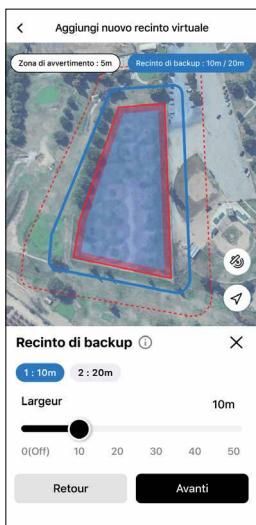 Aggiungi nuovo recinto virtuale
Zona di avvertimento : 5m
Recinto di backup : 10m / 20m
Recinto di backup
1 : 10m
2 : 20m
Largeur
10m
0(Off) 10 20 30 40 50
Retour
Avanti